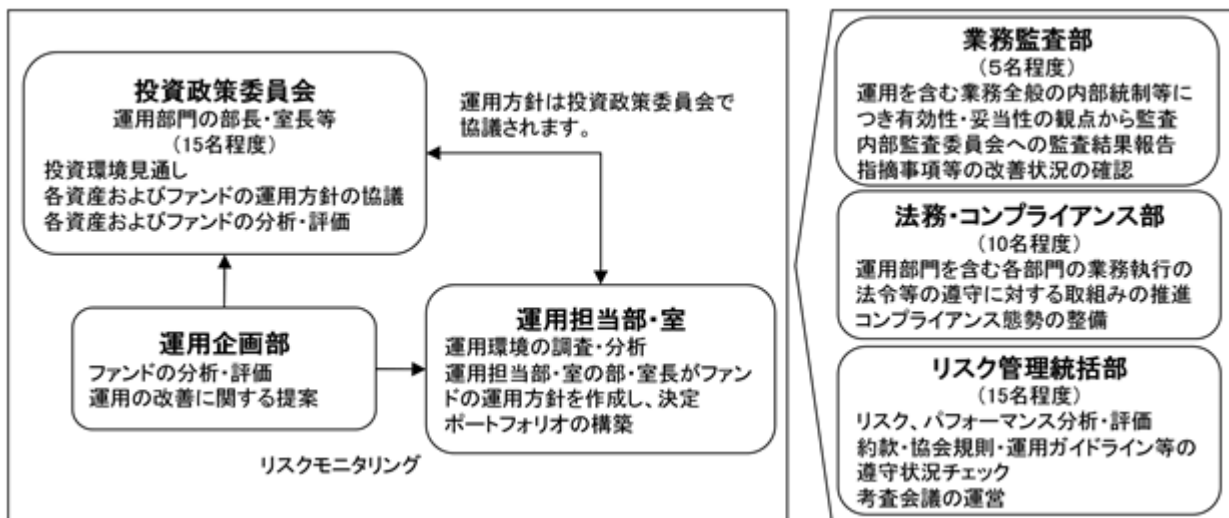 投資政策委員会
運用部門の部長・室長等
(15名程度)
投資環境見通し
各資産およびファンドの運用方針の協議
各資産およびファンドの分析・評価
運用方針は投資政策委員会で
協議されます。
運用企画部
ファンドの分析・評価
運用の改善に関する提案
運用担当部・室
運用環境の調査・分析
運用担当部・室の部・室長がファン
ドの運用方針を作成し、決定
ポートフォリオの構築
リスクモニタリング
業務監査部
(5名程度)
運用を含む業務全般の内部統制等に
つき有効性・妥当性の観点から監査
内部監査委員会への監査結果報告
指摘事項等の改善状況の確認
法務・コンプライアンス部
(10名程度)
運用部門を含む各部門の業務執行の
法令等の遵守に対する取組みの推進
コンプライアンス態勢の整備
リスク管理統括部
(15名程度)
リスク、パフォーマンス分析・評価
約款・協会規則・運用ガイドライン等の
遵守状況チェック
考査会議の運営